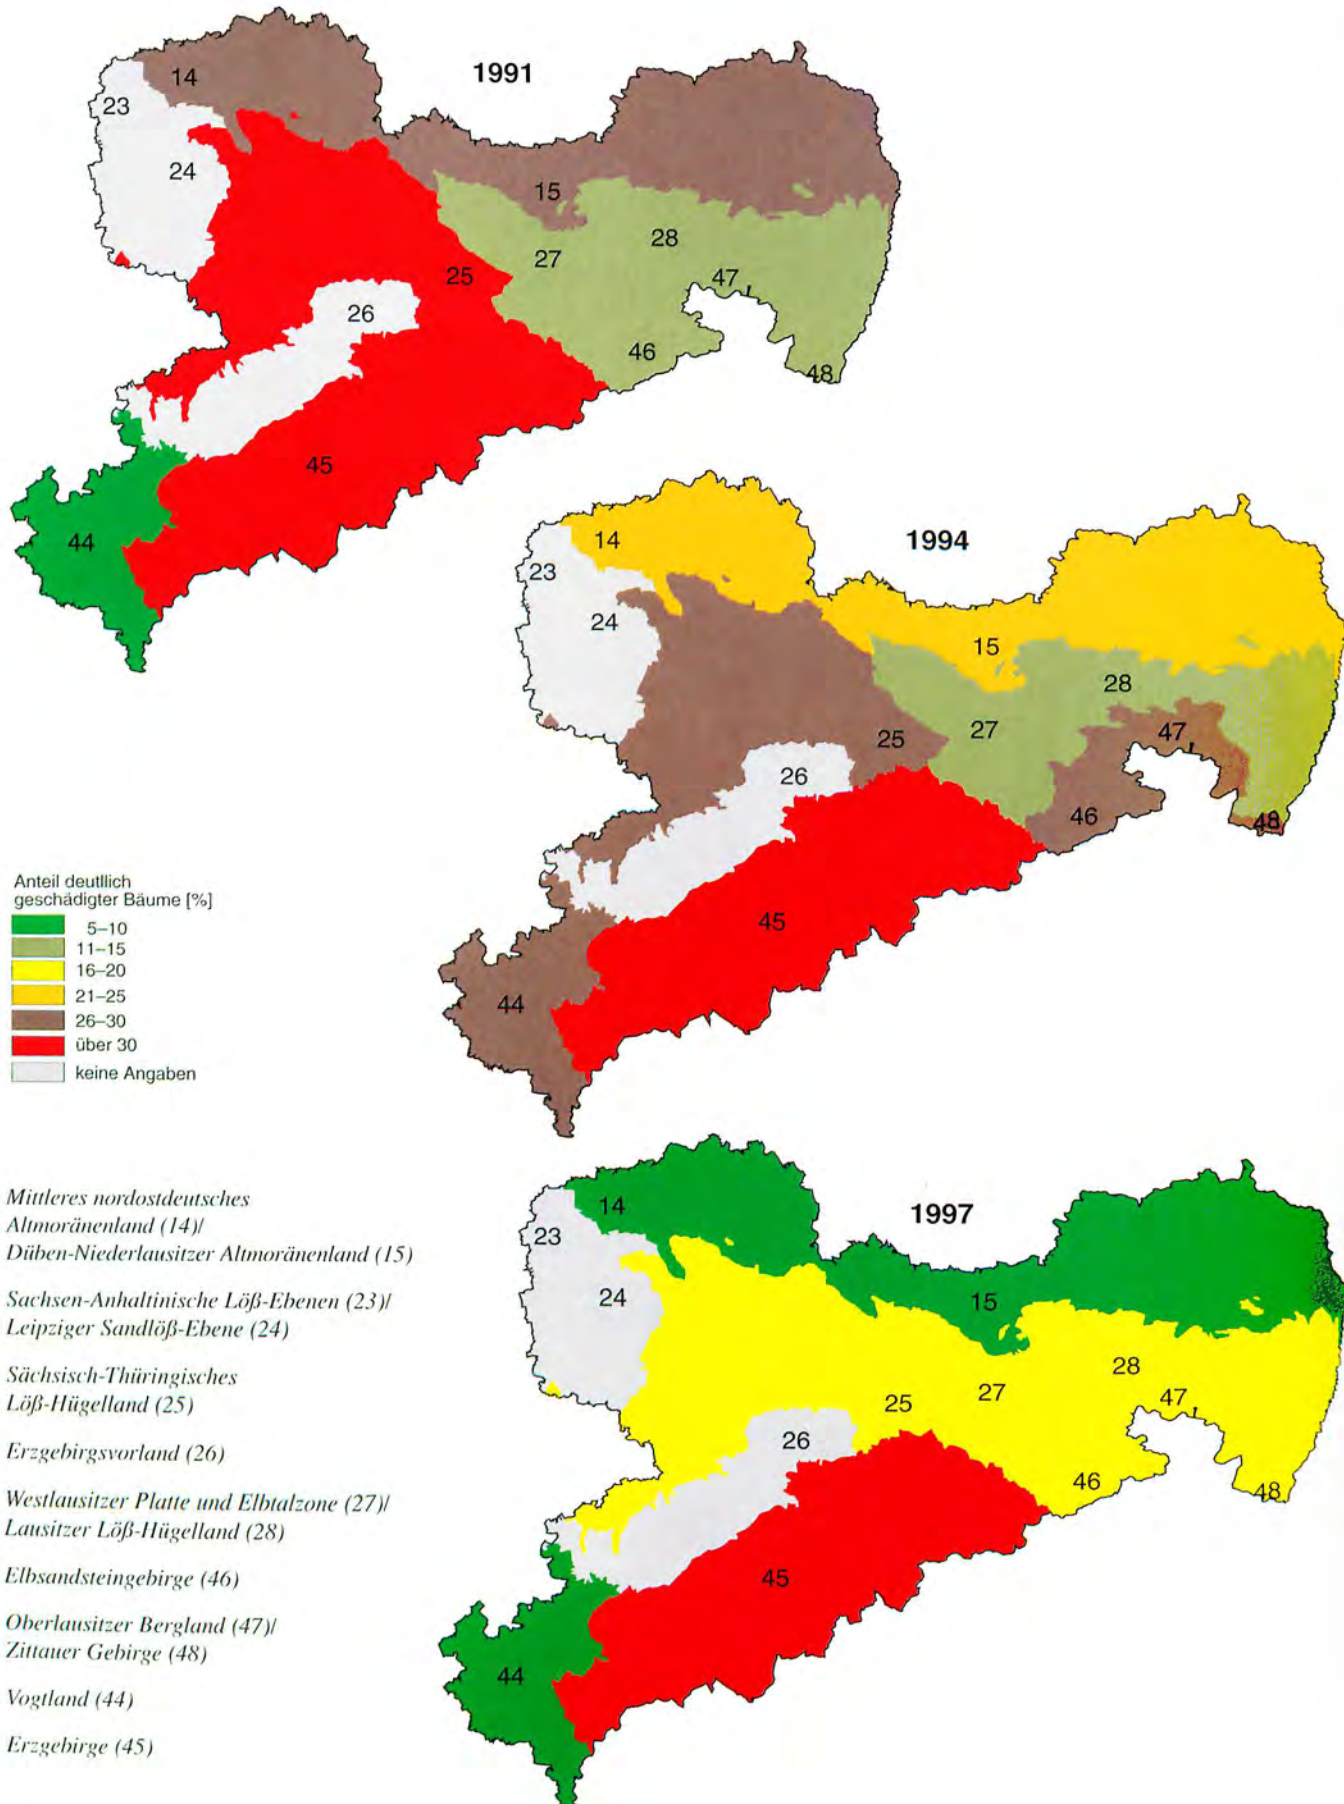 1991
14
23
24
15
28
27
25
47
26
46
48
45
44
1994
14
23
24
15
28
27
25
47
26
46
48
45
44
Anteil deutllich
geschädigter Bäume [%]
5–10
11–15
16–20
21–25
26–30
über 30
keine Angaben
1997
14
23
24
15
28
27
25
47
26
46
48
45
44
Mittleres nordostdeutsches
Altmoränenland (14)/
Düben-Niederlausitzer Altmoränenland (15)
Sachsen-Anhaltinische Löß-Ebenen (23)/
Leipziger Sandlöß-Ebene (24)
Sächsisch-Thüringisches
Löß-Hügelland (25)
Erzgebirgsvorland (26)
Westlausitzer Platte und Elbtalzone (27)/
Lausitzer Löß-Hügelland (28)
Elbsandsteingebirge (46)
Oberlausitzer Bergland (47)/
Zittauer Gebirge (48)
Vogtland (44)
Erzgebirge (45)